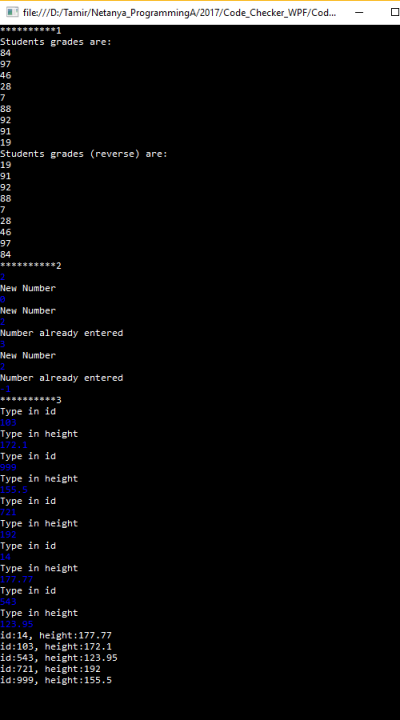 file:///D:/Tamir/Netanya_ProgrammingA/2017/Code_Checker_WPF/Cod...
**********1
Students grades are:
84
97
46
28
7
88
92
91
19
Students grades (reverse) are:
19
91
92
88
7
28
46
97
84
**********2
2
New Number
0
New Number
2
Number already entered
3
New Number
2
Number already entered
-1
**********3
Type in id
103
Type in height
172.1
Type in id
999
Type in height
155.5
Type in id
721
Type in height
192
Type in id
14
Type in height
177.77
Type in id
543
Type in height
123.95
id:14, height:177.77
id:103, height:172.1
id:543, height:123.95
id:721, height:192
id:999, height:155.5